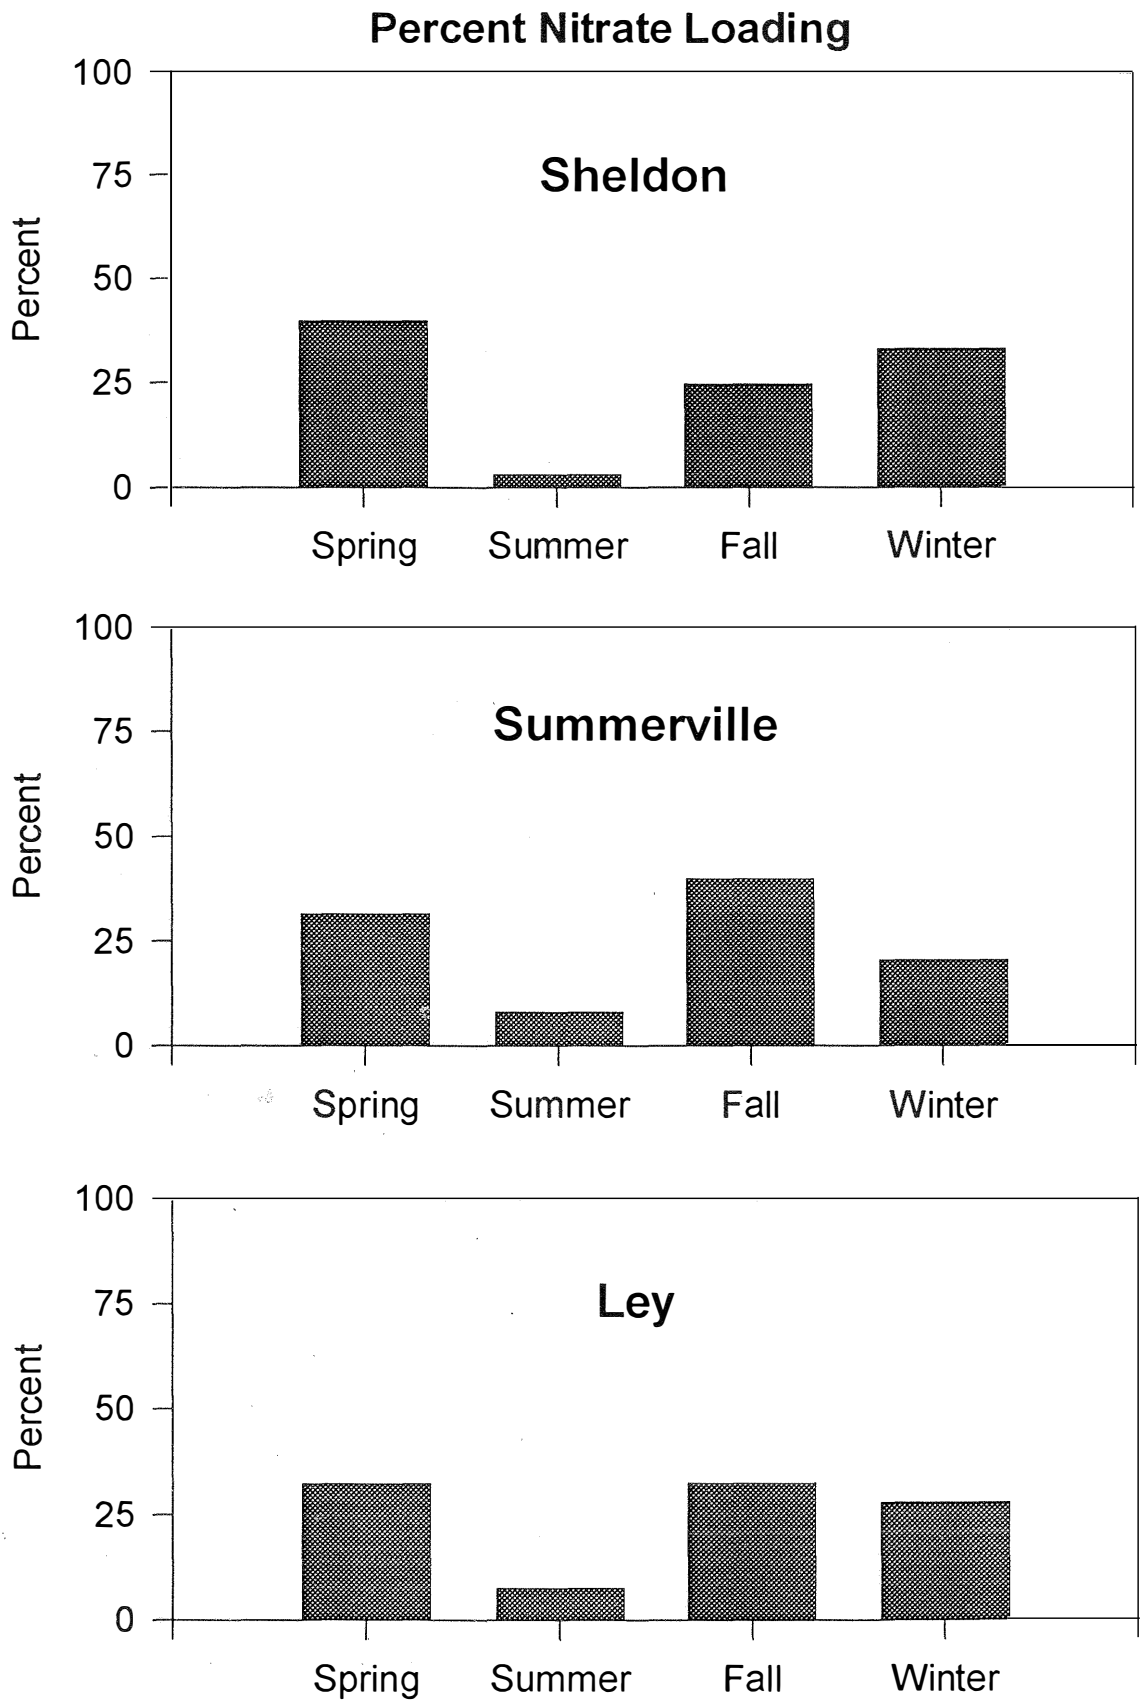 Percent Nitrate Loading
Sheldon
Percent
100
75
50
25
0
Spring Summer Fall Winter
Summerville
Percent
100
75
50
25
0
Spring Summer Fall Winter
Ley
Percent
100
75
50
25
0
Spring Summer Fall Winter